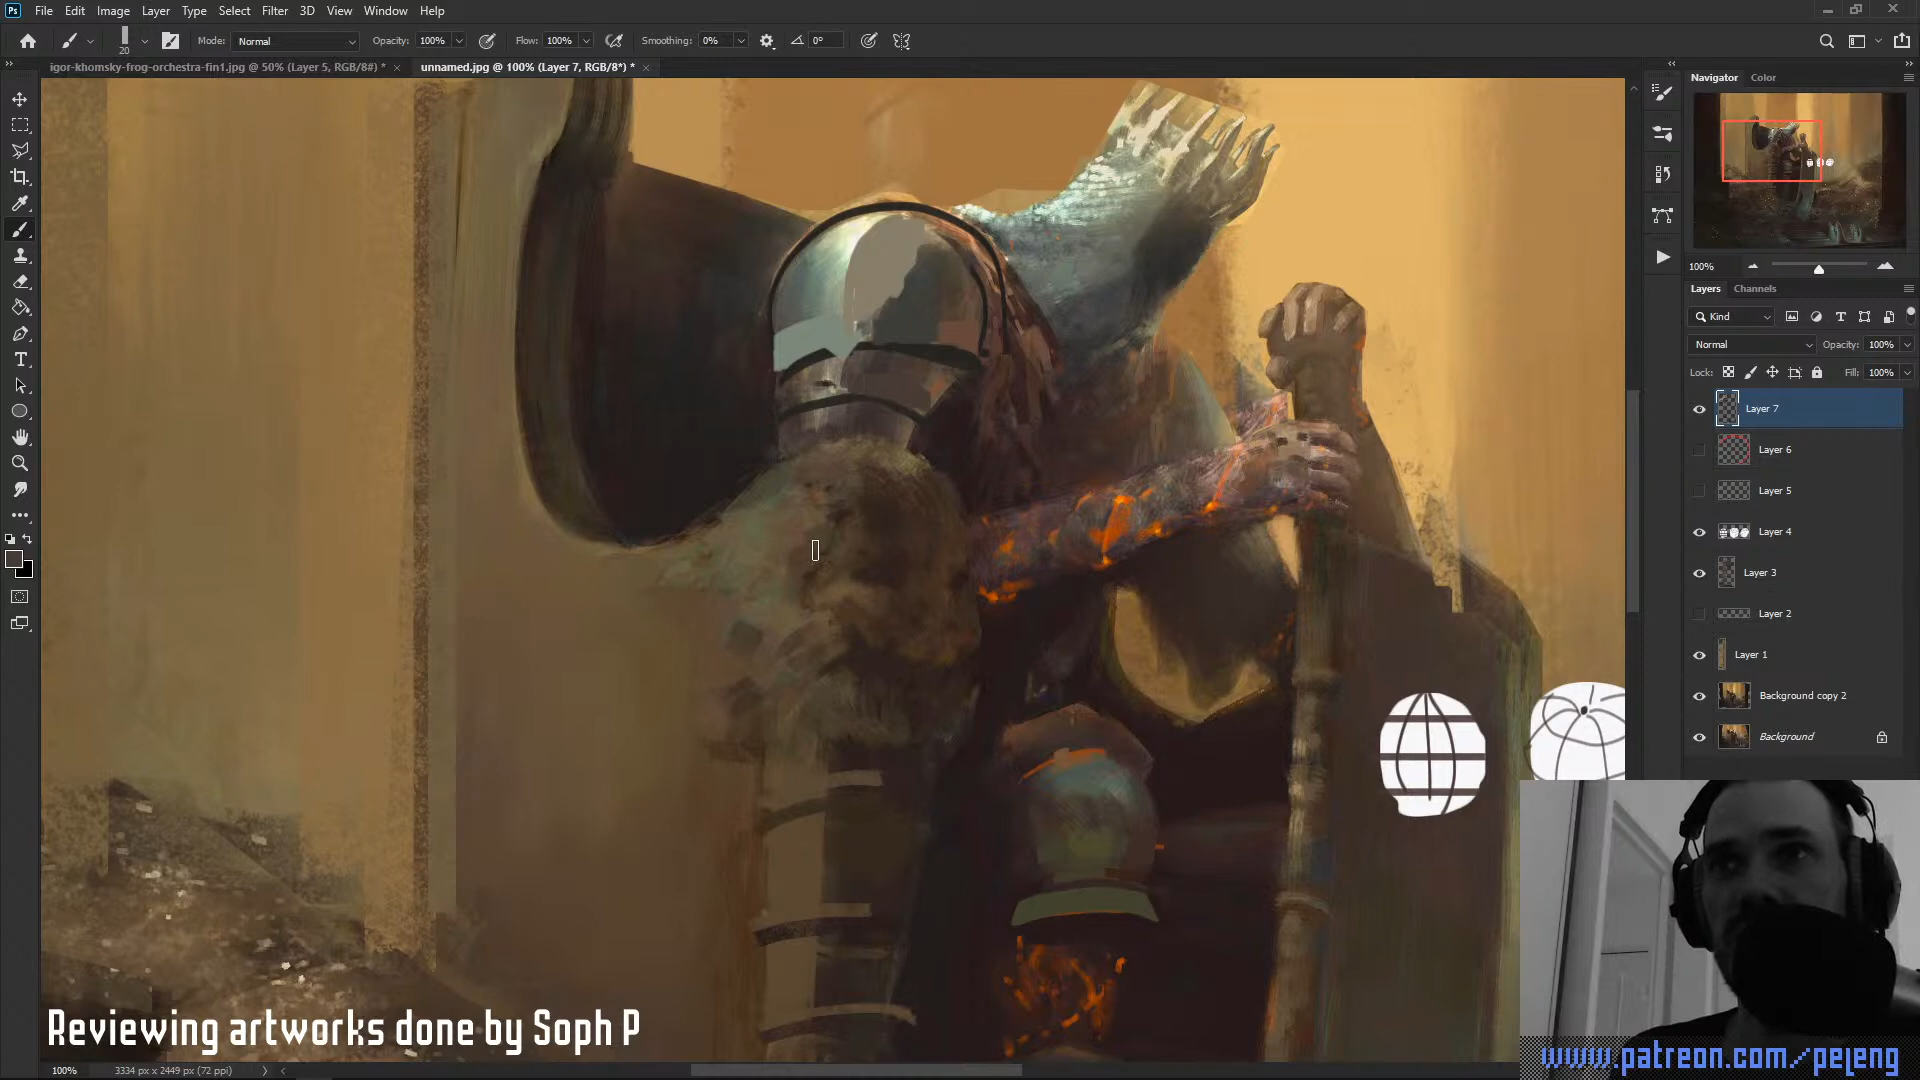 Ps File Edit Image Layer Type Select Filter 3D View Window Help
20 Mode: Normal Opacity: 100% Flow: 100% Smoothing: 0% 0°
igor-khomsky-frog-orchestra-fin1.jpg @ 50% (Layer 5, RGB/8#) * × unnamed.jpg @ 100% (Layer 7, RGB/8*) * ×
Navigator Color
100%
Layers Channels
Kind
Normal Opacity: 100%
Lock: Fill: 100%
Layer 7
Layer 6
Layer 5
Layer 4
Layer 3
Layer 2
Layer 1
Background copy 2
Background
Reviewing artworks done by Soph P
www.patreon.com/peleng
100% 3334 px x 2449 px (72 ppi)